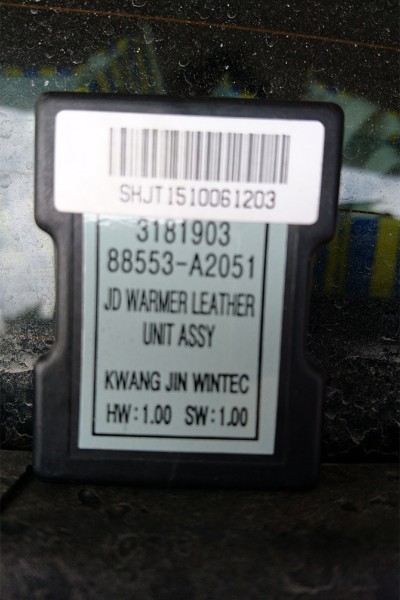 SHJT1510061203
3181903
88553-A2051
JD WARMER LEATHER
UNIT ASSY
KWANG JIN WINTEC
HW:1.00 SW:1.00